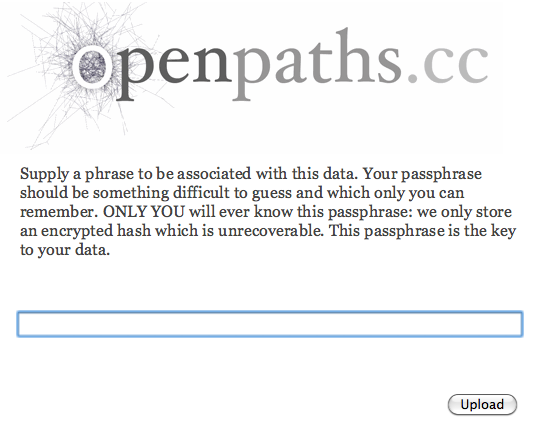 openpaths.cc
Supply a phrase to be associated with this data. Your passphrase
should be something difficult to guess and which only you can
remember. ONLY YOU will ever know this passphrase: we only store
an encrypted hash which is unrecoverable. This passphrase is the key
to your data.
Upload